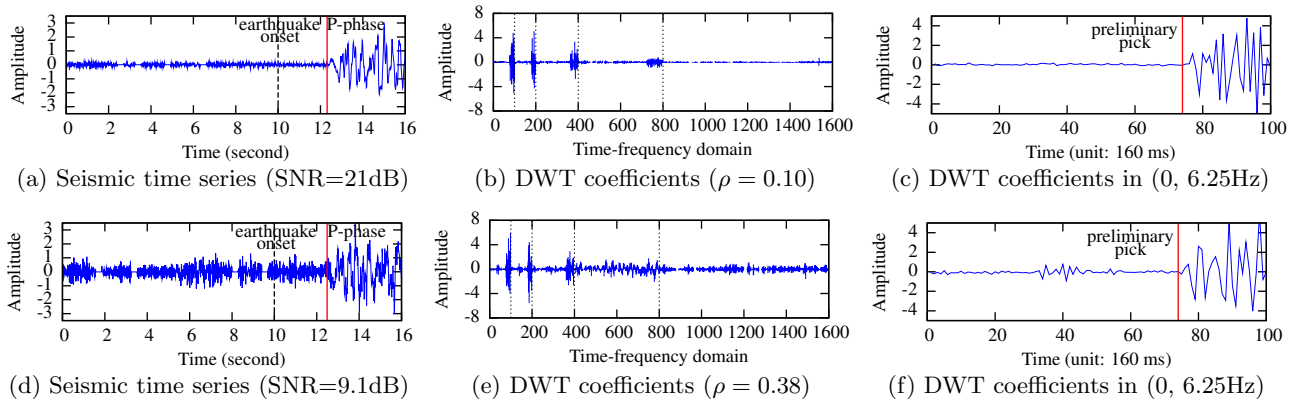 3
2
1
0
-1
-2
-3
Amplitude
earthquake P-phase
onset
0 2 4 6 8 10 12 14 16
Time (second)
(a) Seismic time series (SNR=21dB)
8
4
0
-4
-8
Amplitude
0 200 400 600 800 1000 1200 1400 1600
Time-frequency domain
(b) DWT coefficients (ρ = 0.10)
4
2
0
-2
-4
Amplitude
preliminary
pick
0 20 40 60 80 100
Time (unit: 160 ms)
(c) DWT coefficients in (0, 6.25Hz)
3
2
1
0
-1
-2
-3
Amplitude
earthquake P-phase
onset
0 2 4 6 8 10 12 14 16
Time (second)
(d) Seismic time series (SNR=9.1dB)
8
4
0
-4
-8
Amplitude
0 200 400 600 800 1000 1200 1400 1600
Time-frequency domain
(e) DWT coefficients (ρ = 0.38)
4
2
0
-2
-4
Amplitude
preliminary
pick
0 20 40 60 80 100
Time (unit: 160 ms)
(f) DWT coefficients in (0, 6.25Hz)